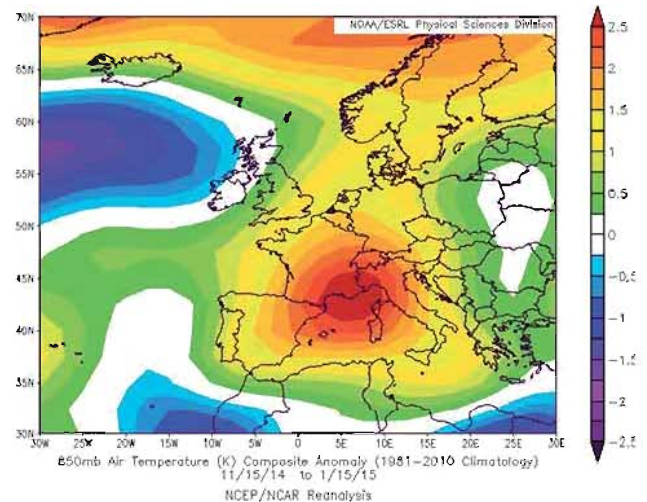 NOAA/ESRL Physical Sciences Division
70N
65N
60N
55N
50N
45N
40N
35N
30N
30W 25W 20W 15W 10W 5W 0 5E 10E 15E 20E 25E 30E
2.5
2
1.5
1
0.5
0
-0.5
-1
-1.5
-2
-2.5
850mb Air Temperature (K) Composite Anomaly (1981-2010 Climatology)
11/15/14 to 1/15/15
NCEP/NCAR Reanalysis